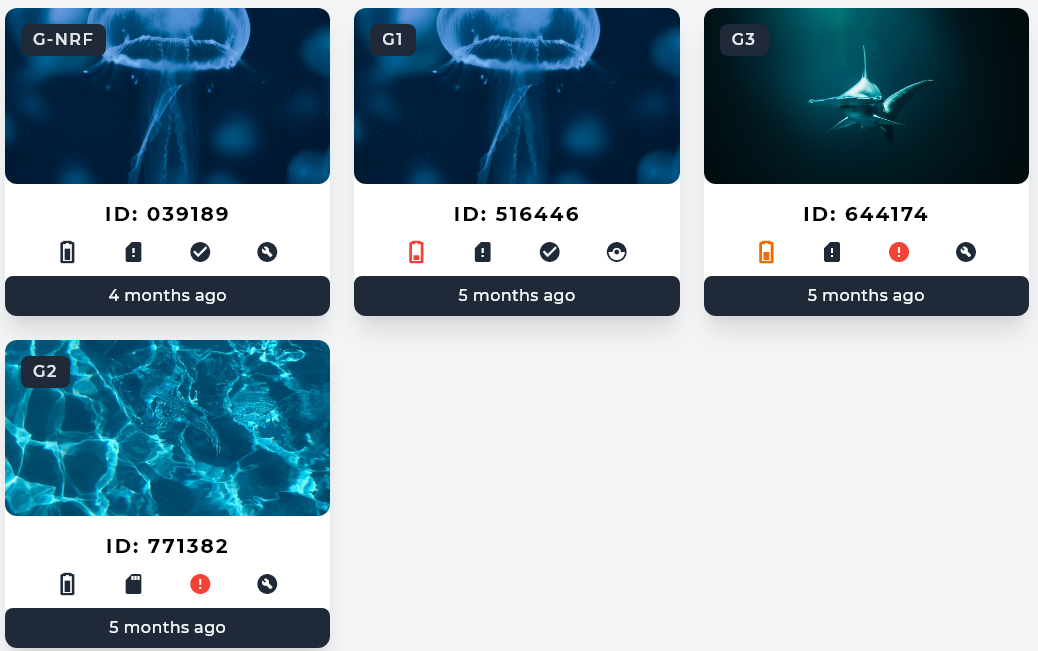 G-NRF
ID: 039189
4 months ago
G1
ID: 516446
5 months ago
G3
ID: 644174
5 months ago
G2
ID: 771382
5 months ago